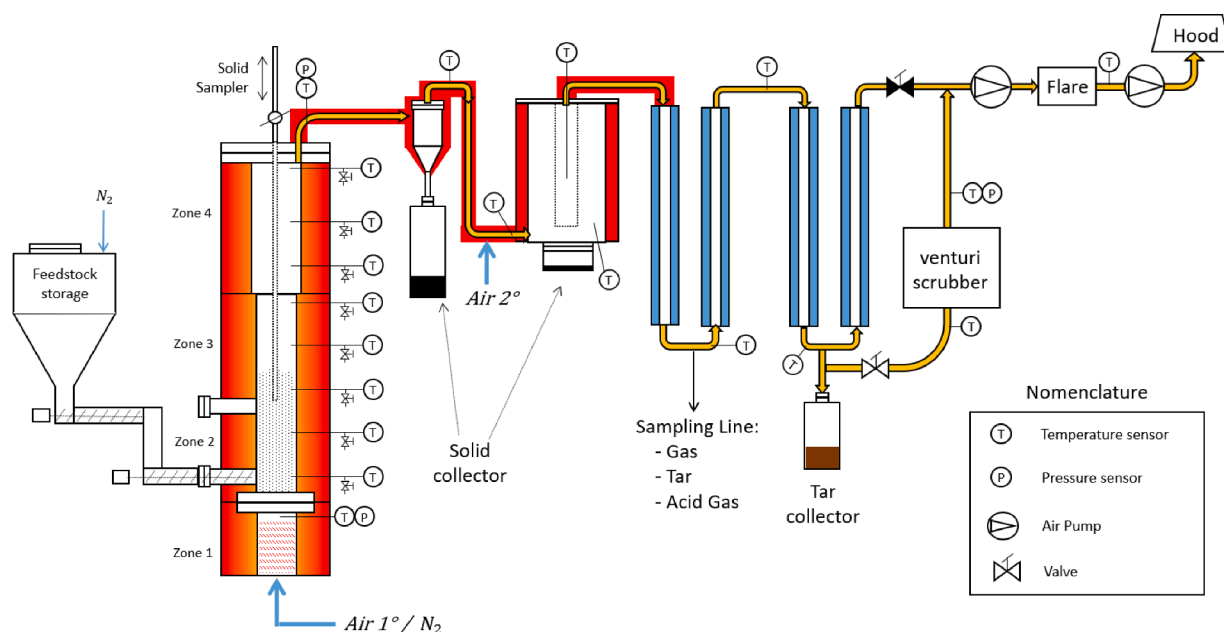 Solid
Sampler
P
T
T
T
T
Hood
T
Flare
N₂
Feedstock
storage
Zone 4
T
T
T
T
T
T
T
T
Zone 3
Zone 2
Zone 1
T P
Air 1° / N₂
T
T
Air 2°
Solid
collector
T
T
Sampling Line:
- Gas
- Tar
- Acid Gas
Tar
collector
T P
venturi
scrubber
T
Nomenclature
T Temperature sensor
P Pressure sensor
Air Pump
Valve